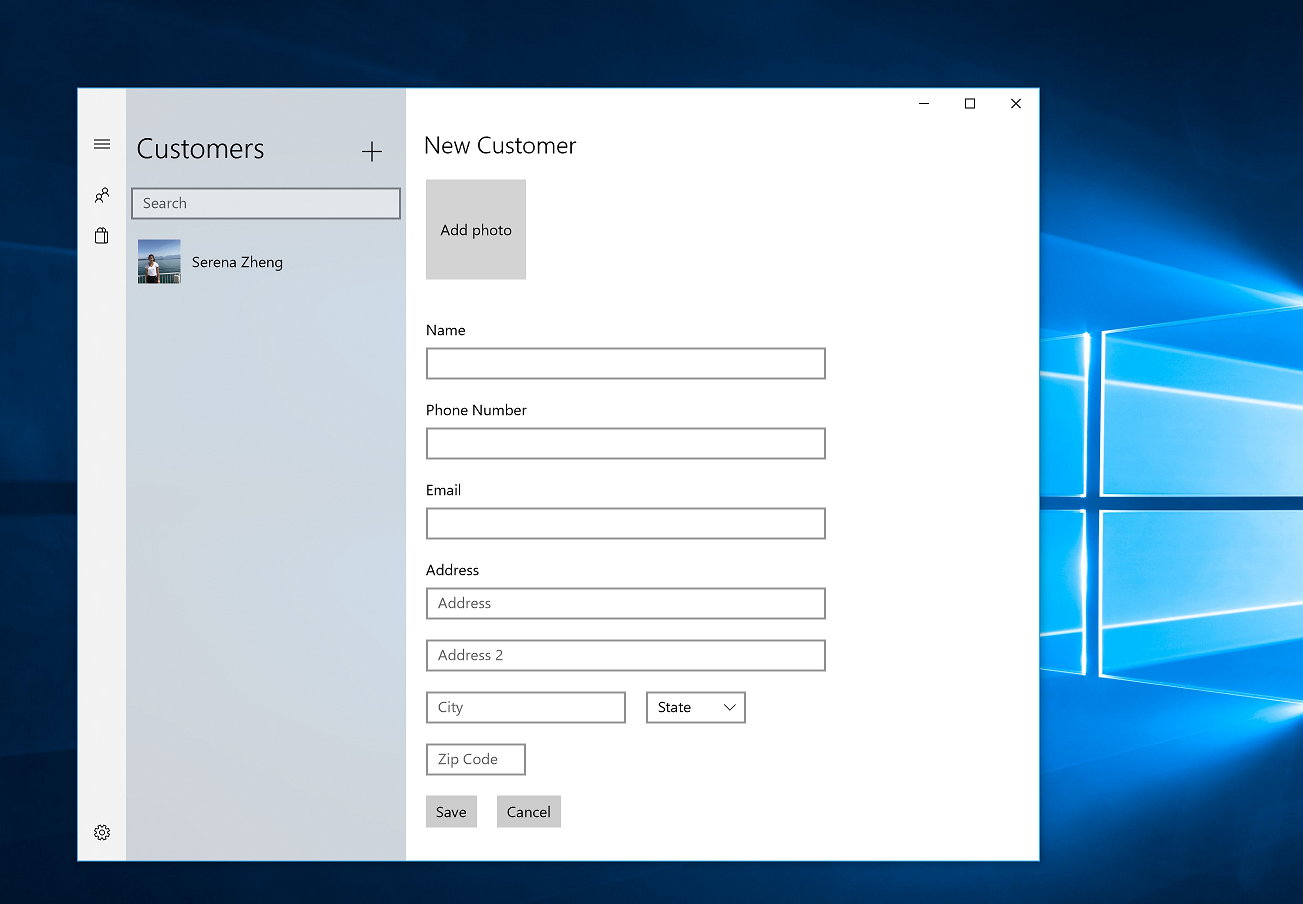 Customers
Search
Serena Zheng
New Customer
Add photo
Name
Phone Number
Email
Address
Address
Address 2
City
State
Zip Code
Save
Cancel